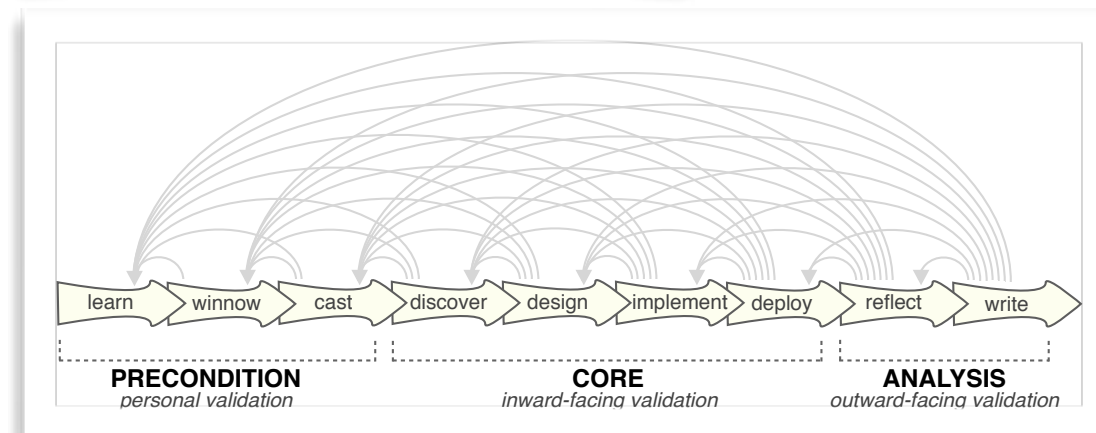 learn winnow cast discover design implement deploy reflect write
PRECONDITION CORE ANALYSIS
personal validation inward-facing validation outward-facing validation